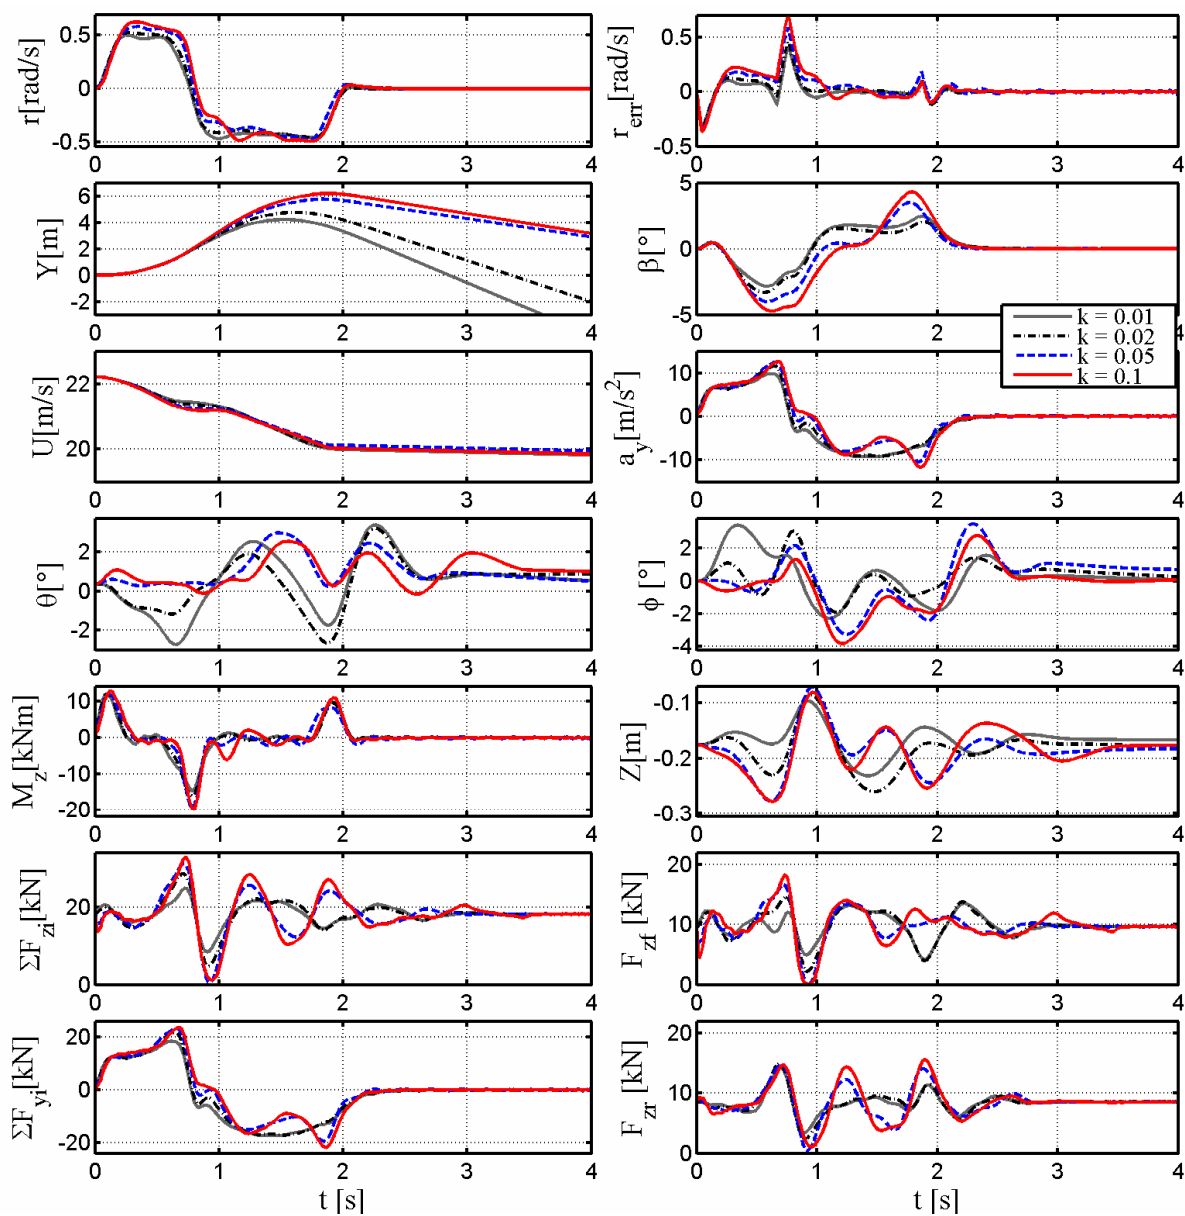 r[rad/s]
0.5
0
-0.5
0 1 2 3 4
r_err[rad/s]
0.5
0
-0.5
0 1 2 3 4
Y[m]
6
4
2
0
-2
0 1 2 3 4
β[°]
5
0
-5
0 1 2 3 4
k = 0.01
k = 0.02
k = 0.05
k = 0.1
U[m/s]
22
20
0 1 2 3 4
a_y[m/s²]
10
0
-10
0 1 2 3 4
θ[°]
2
0
-2
0 1 2 3 4
ϕ [°]
2
0
-2
-4
0 1 2 3 4
M_z[kNm]
10
0
-10
-20
0 1 2 3 4
Z[m]
-0.1
-0.2
-0.3
0 1 2 3 4
ΣF_zi[kN]
40
20
0
0 1 2 3 4
F_zf [kN]
20
10
0
0 1 2 3 4
ΣF_yi[kN]
20
0
-20
0 1 2 3 4
t [s]
F_zr [kN]
20
10
0
0 1 2 3 4
t [s]